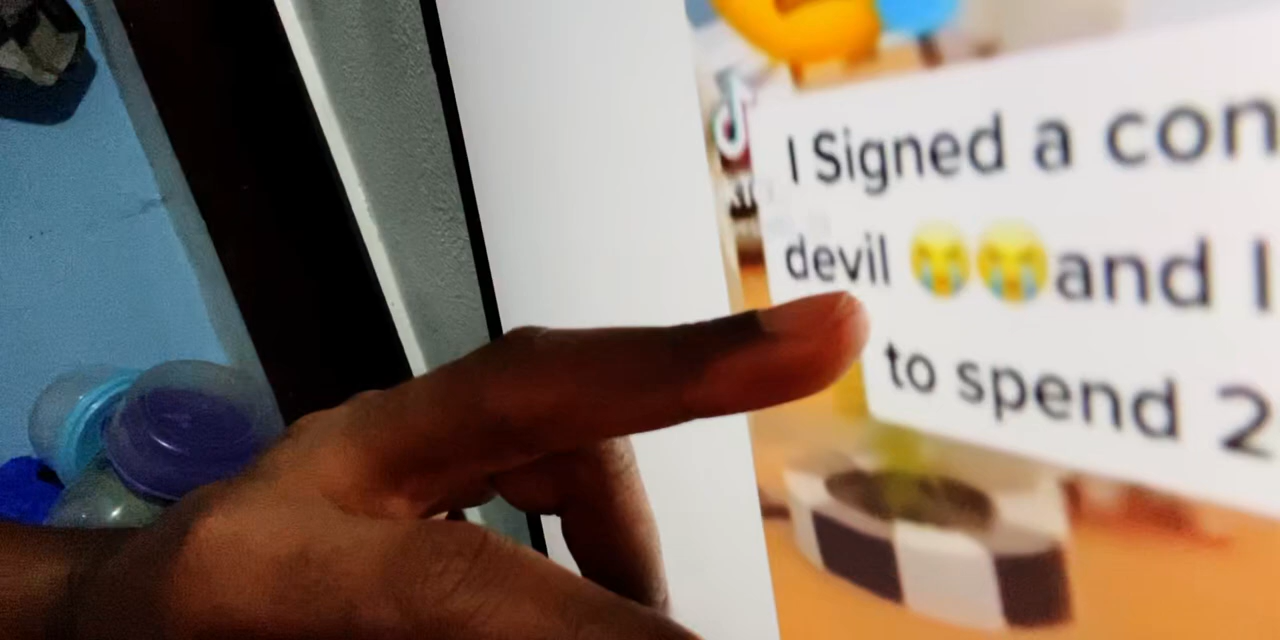 I Signed a con
devil 😭😭and I
to spend 2